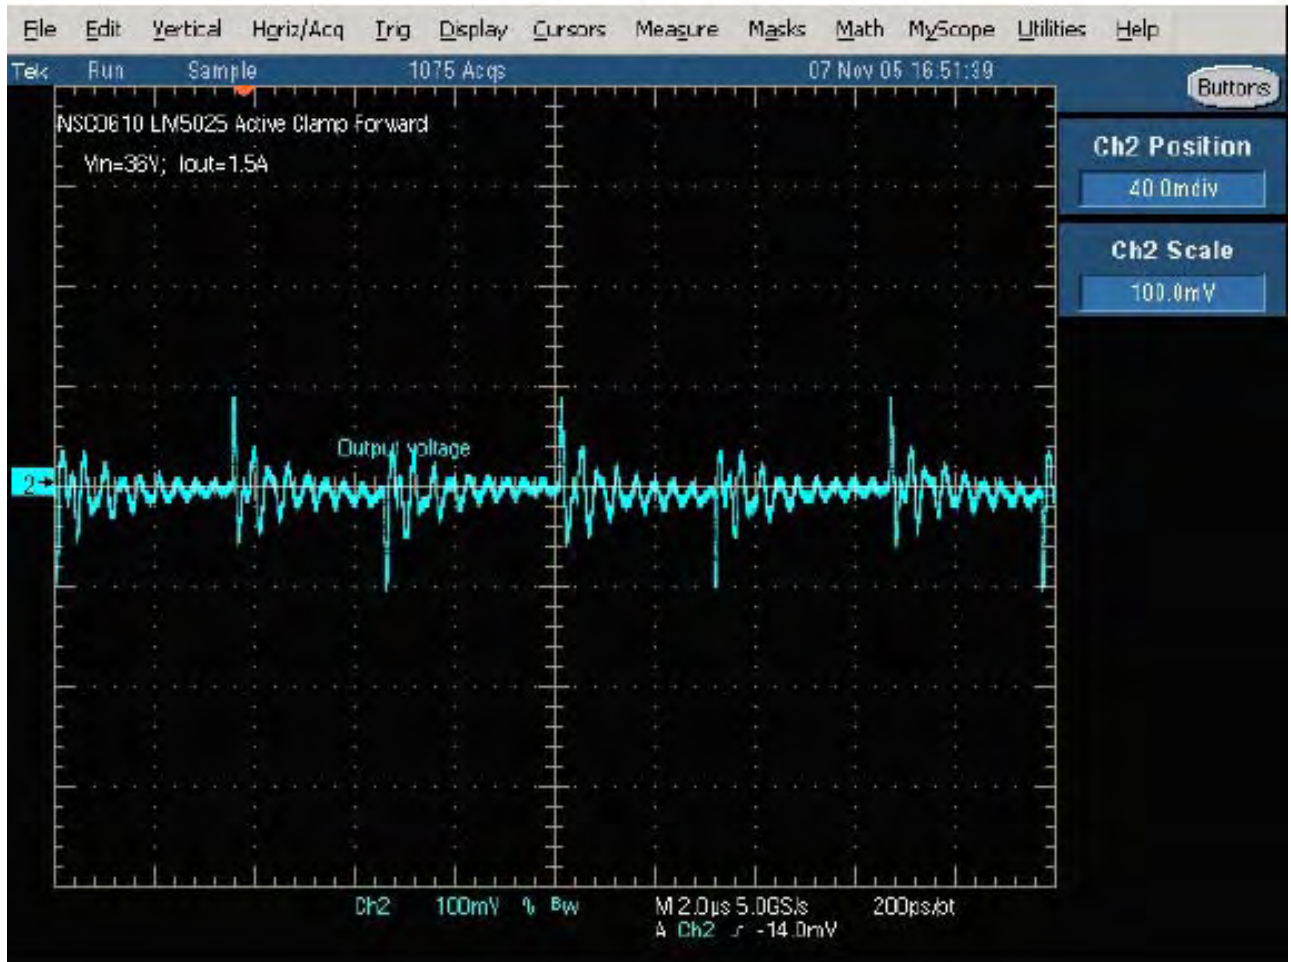 File Edit Vertical Horiz/Acq Trig Display Cursors Measure Masks Math MyScope Utilities Help
Tek Run Sample 1075 Acqs 07 Nov 05 16:51:39
Buttons
NSC0610 LM5025 Active Clamp Forward
Vin=36V; Iout=1.5A
Ch2 Position
40.0mdiv
Ch2 Scale
100.0mV
Output voltage
2
Ch2 100mV Bw M 2.0µs 5.0GS/s 200ps/pt
A Ch2 -14.0mV